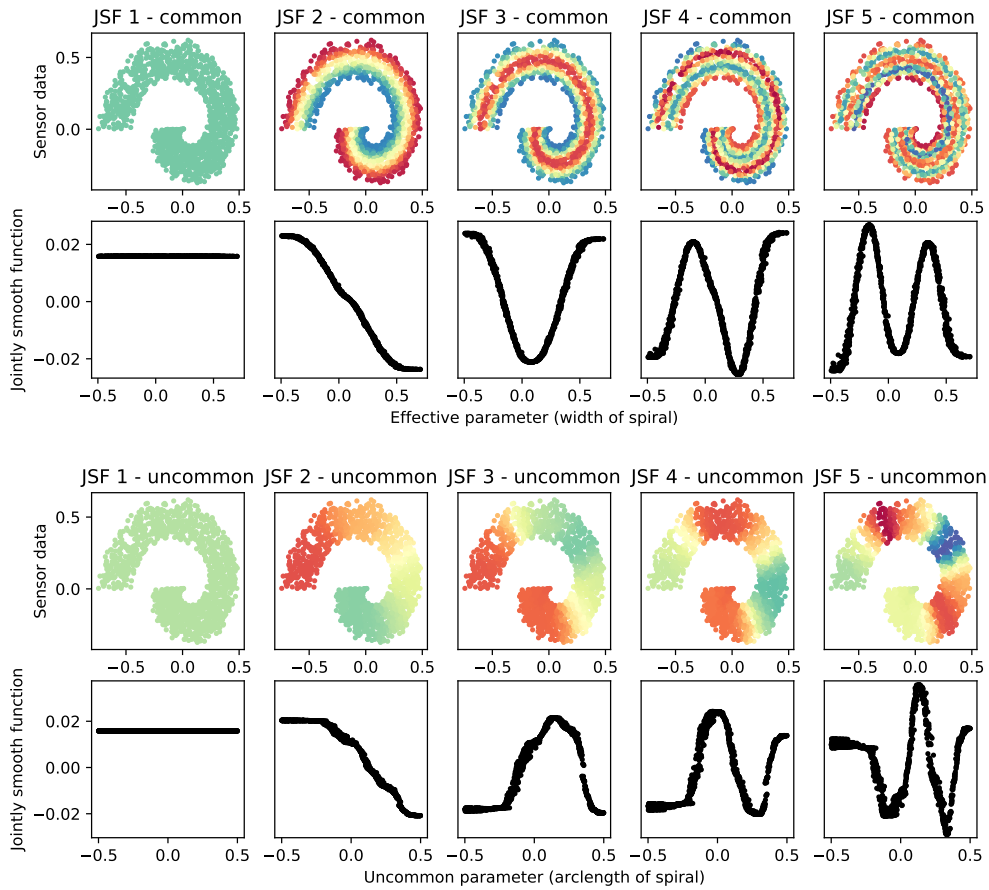 JSF 1 - common JSF 2 - common JSF 3 - common JSF 4 - common JSF 5 - common
Sensor data
0.5
0.0
−0.5 0.0 0.5 −0.5 0.0 0.5 −0.5 0.0 0.5 −0.5 0.0 0.5 −0.5 0.0 0.5
Jointly smooth function
0.02
0.00
−0.02
−0.5 0.0 0.5 −0.5 0.0 0.5 −0.5 0.0 0.5 −0.5 0.0 0.5 −0.5 0.0 0.5
Effective parameter (width of spiral)
JSF 1 - uncommon JSF 2 - uncommon JSF 3 - uncommon JSF 4 - uncommon JSF 5 - uncommon
Sensor data
0.5
0.0
−0.5 0.0 0.5 −0.5 0.0 0.5 −0.5 0.0 0.5 −0.5 0.0 0.5 −0.5 0.0 0.5
Jointly smooth function
0.02
0.00
−0.02
−0.5 0.0 0.5 −0.5 0.0 0.5 −0.5 0.0 0.5 −0.5 0.0 0.5 −0.5 0.0 0.5
Uncommon parameter (arclength of spiral)